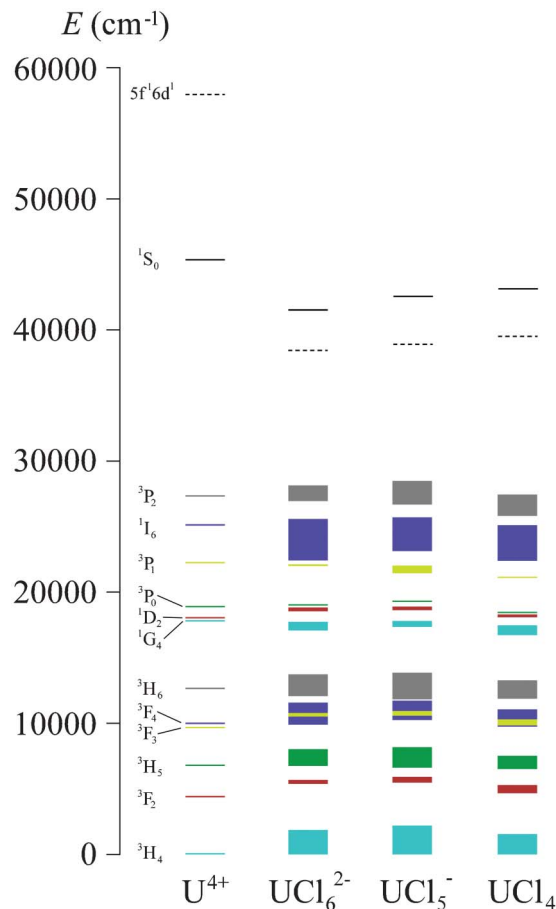 E (cm⁻¹)
60000
5f¹6d¹
50000
¹S₀
40000
30000
³P₂
¹I₆
³P₁
20000
³P₀
¹D₂
¹G₄
³H₆
10000
³F₄
³F₃
³H₅
³F₂
0
³H₄
U⁴⁺ UCl₆²⁻ UCl₅⁻ UCl₄